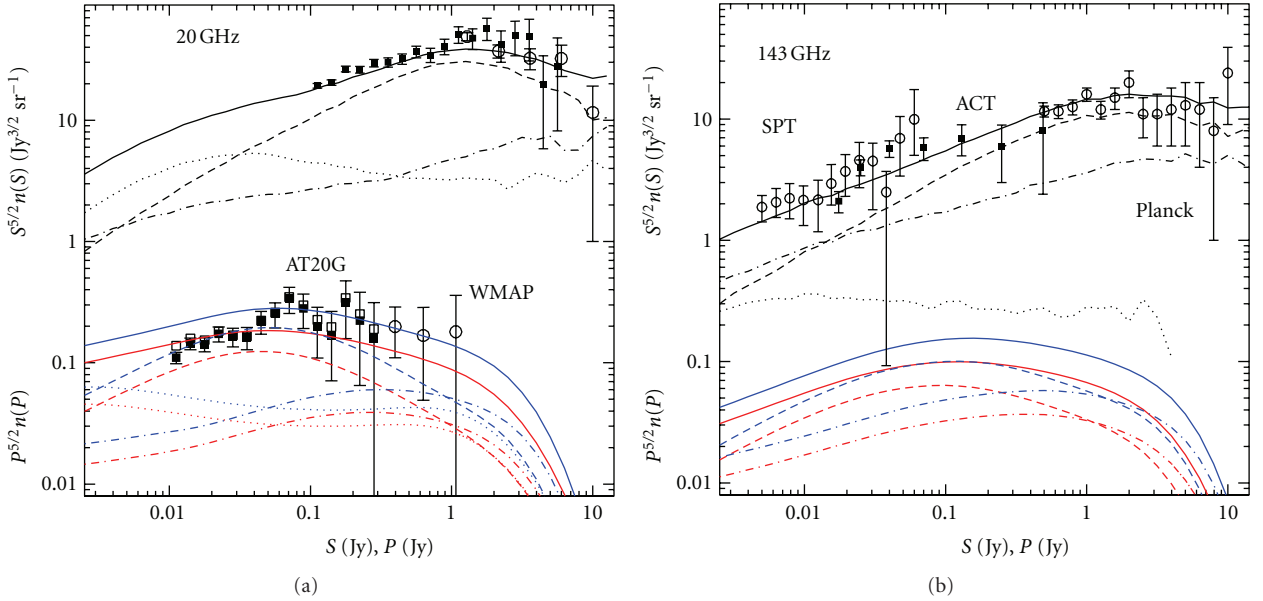 20 GHz
S^{5/2}n(S) (Jy^{3/2} sr^{−1})
P^{5/2}n(P)
10
1
0.1
0.01
AT20G
WMAP
0.01 0.1 1 10
S (Jy), P (Jy)
(a)
143 GHz
S^{5/2}n(S) (Jy^{3/2} sr^{−1})
P^{5/2}n(P)
10
1
0.1
0.01
SPT
ACT
Planck
0.01 0.1 1 10
S (Jy), P (Jy)
(b)